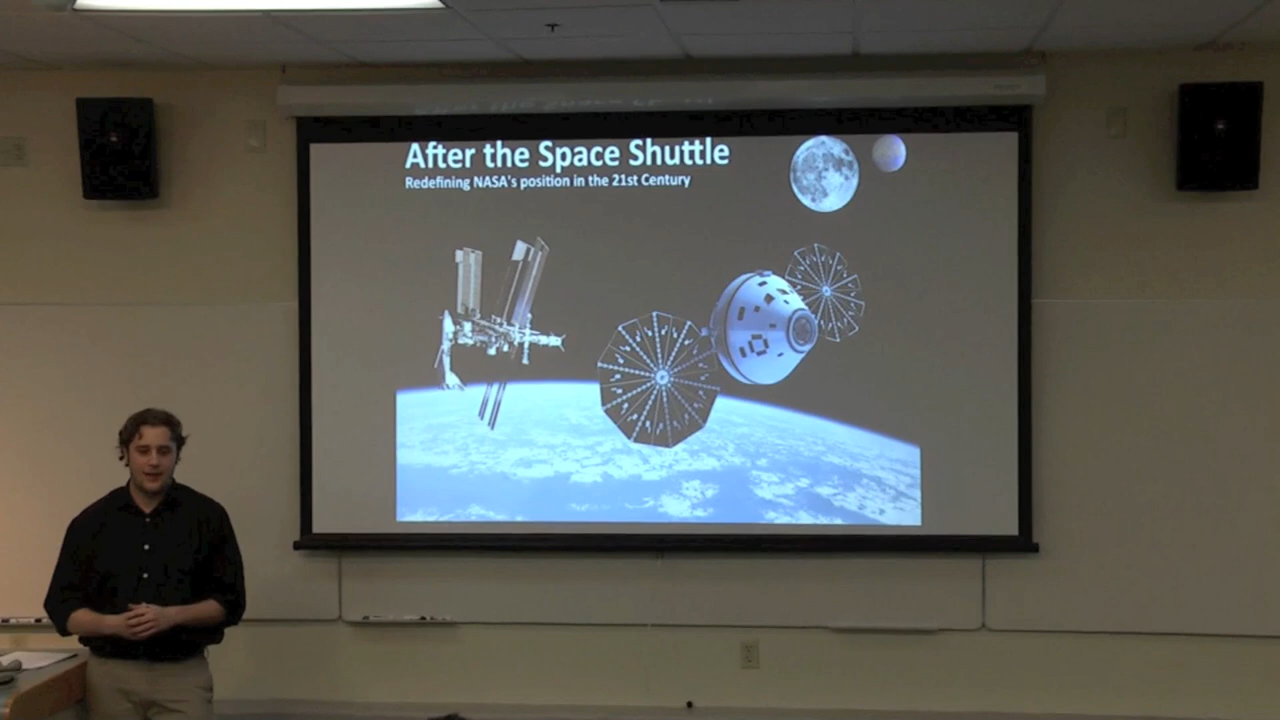 After the Space Shuttle
Redefining NASA's position in the 21st Century